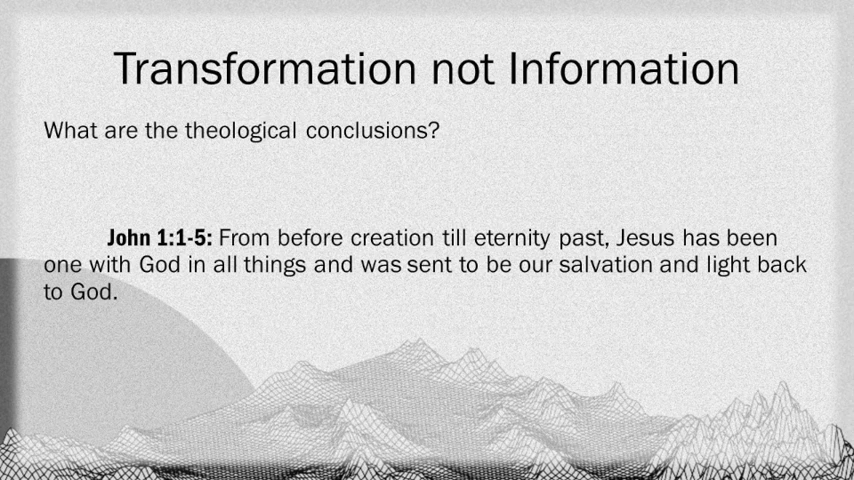 Transformation not Information
What are the theological conclusions?
John 1:1-5: From before creation till eternity past, Jesus has been
one with God in all things and was sent to be our salvation and light back
to God.